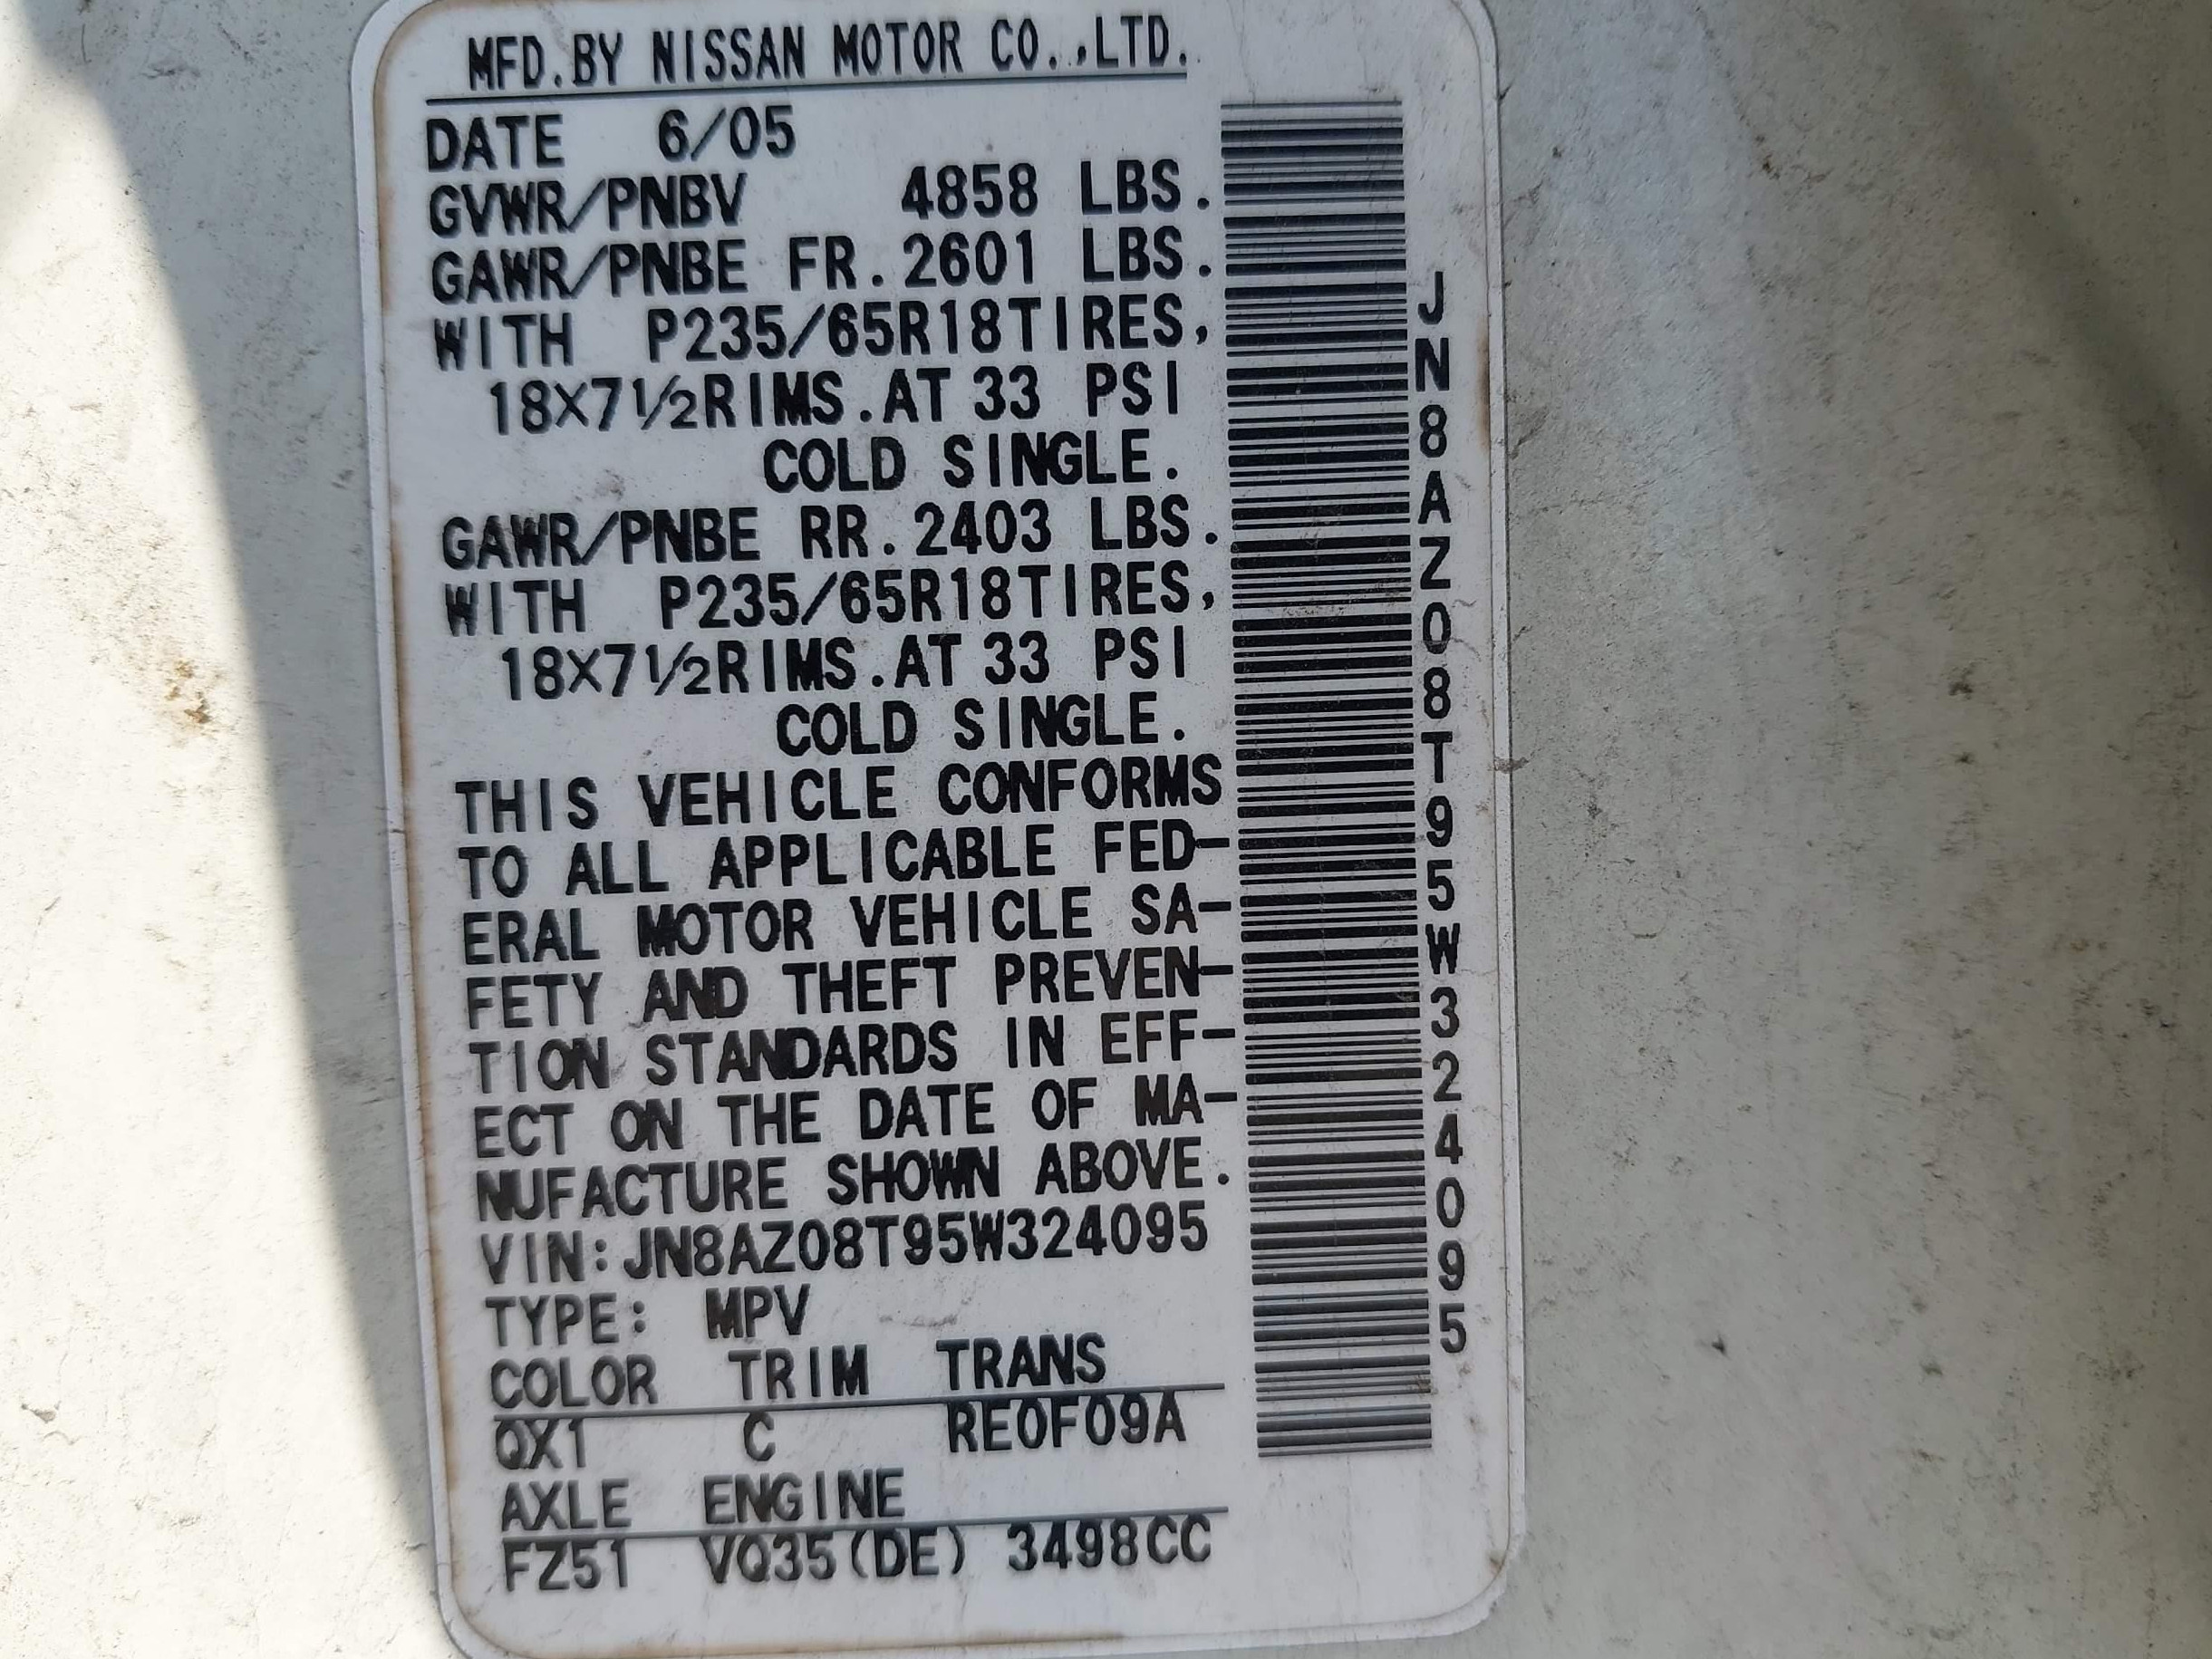 MFD.BY NISSAN MOTOR CO.,LTD.
DATE 6/05
GVWR/PNBV 4858 LBS.
GAWR/PNBE FR.2601 LBS.
WITH P235/65R18TIRES,
18X7½RIMS.AT 33 PSI
COLD SINGLE.
GAWR/PNBE RR.2403 LBS.
WITH P235/65R18TIRES,
18X7½RIMS.AT 33 PSI
COLD SINGLE.
THIS VEHICLE CONFORMS
TO ALL APPLICABLE FED-
ERAL MOTOR VEHICLE SA-
FETY AND THEFT PREVEN-
TION STANDARDS IN EFF-
ECT ON THE DATE OF MA-
NUFACTURE SHOWN ABOVE.
VIN:JN8AZ08T95W324095
TYPE: MPV
COLOR TRIM TRANS
QX1 C RE0F09A
AXLE ENGINE
FZ51 VQ35(DE) 3498CC
JN8AZ08T95W324095